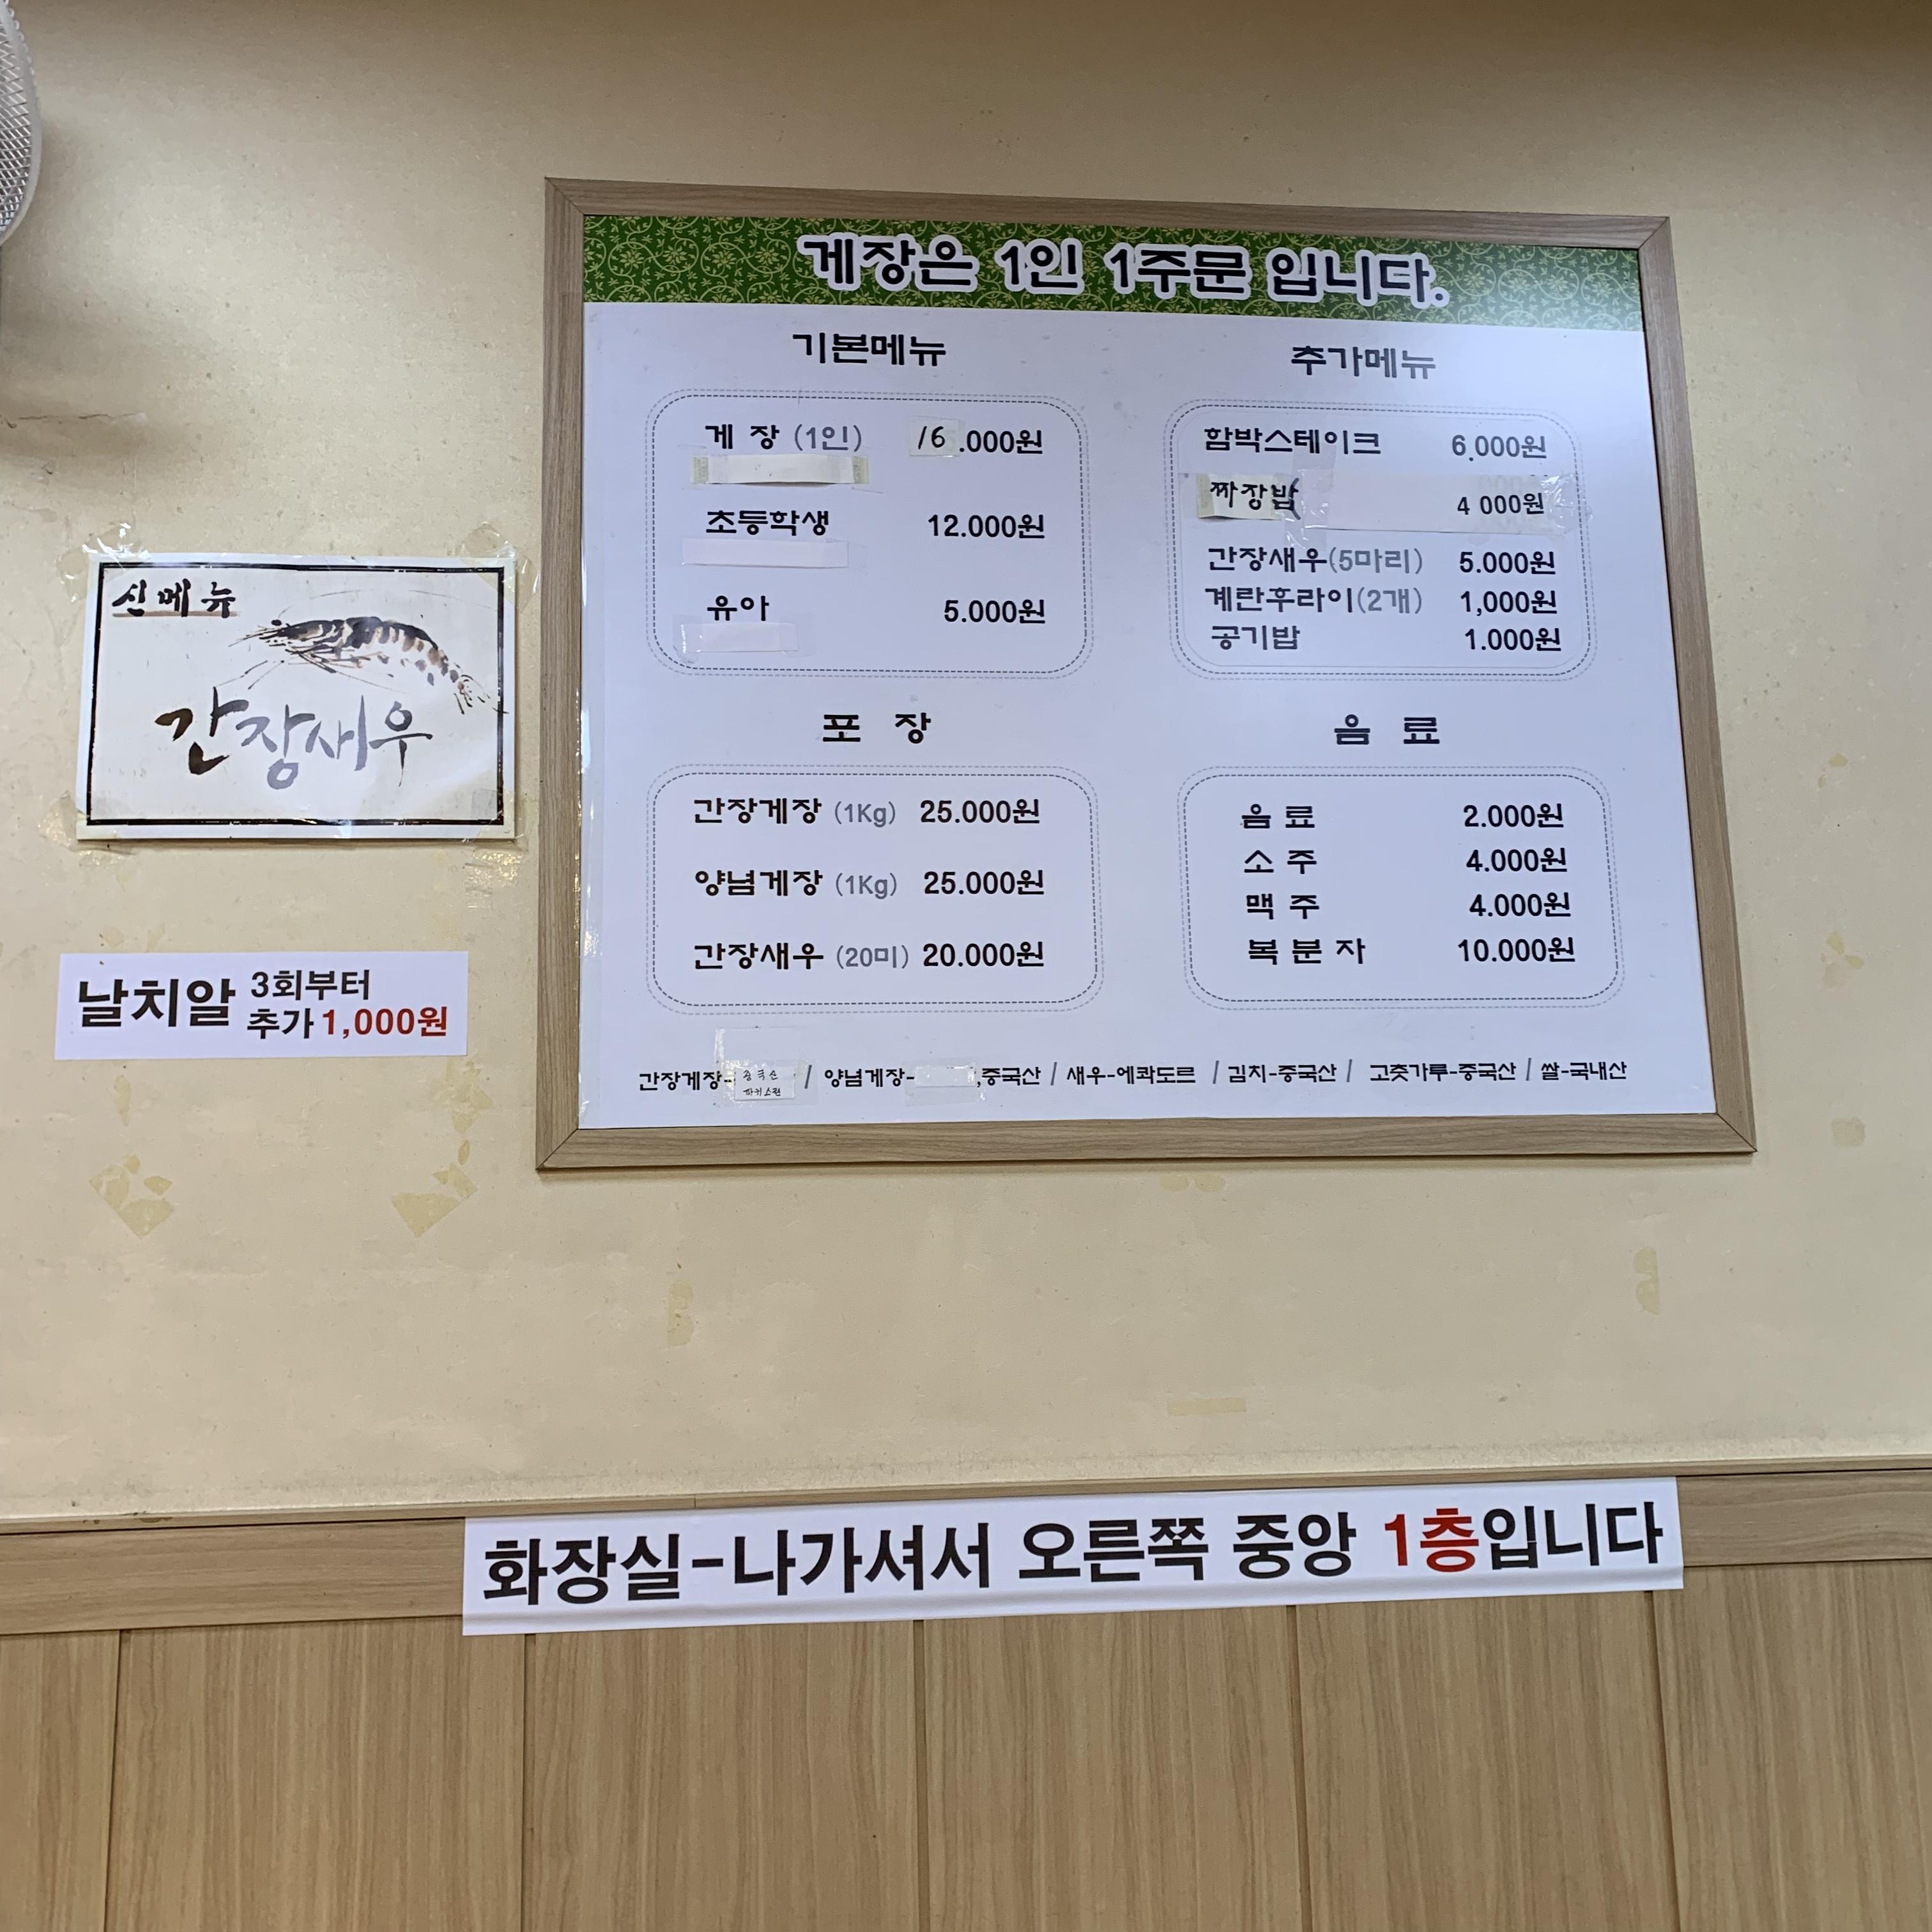 게장은 1인 1주문 입니다.
기본메뉴
게 장 (1인) 16.000원
초등학생 12.000원
유아 5.000원
추가메뉴
함박스테이크 6.000원
짜장밥 4 000원
간장새우(5마리) 5.000원
계란후라이(2개) 1,000원
공기밥 1.000원
포 장
간장게장 (1Kg) 25.000원
양념게장 (1Kg) 25.000원
간장새우 (20미) 20.000원
음 료
음 료 2.000원
소 주 4.000원
맥 주 4.000원
복 분 자 10.000원
간장게장-중국산 파키스탄 / 양념게장- ,중국산 / 새우-에콰도르 / 김치-중국산 / 고춧가루-중국산 / 쌀-국내산
신메뉴
간장새우
날치알 3회부터
추가 1,000원
화장실-나가셔서 오른쪽 중앙 1층입니다